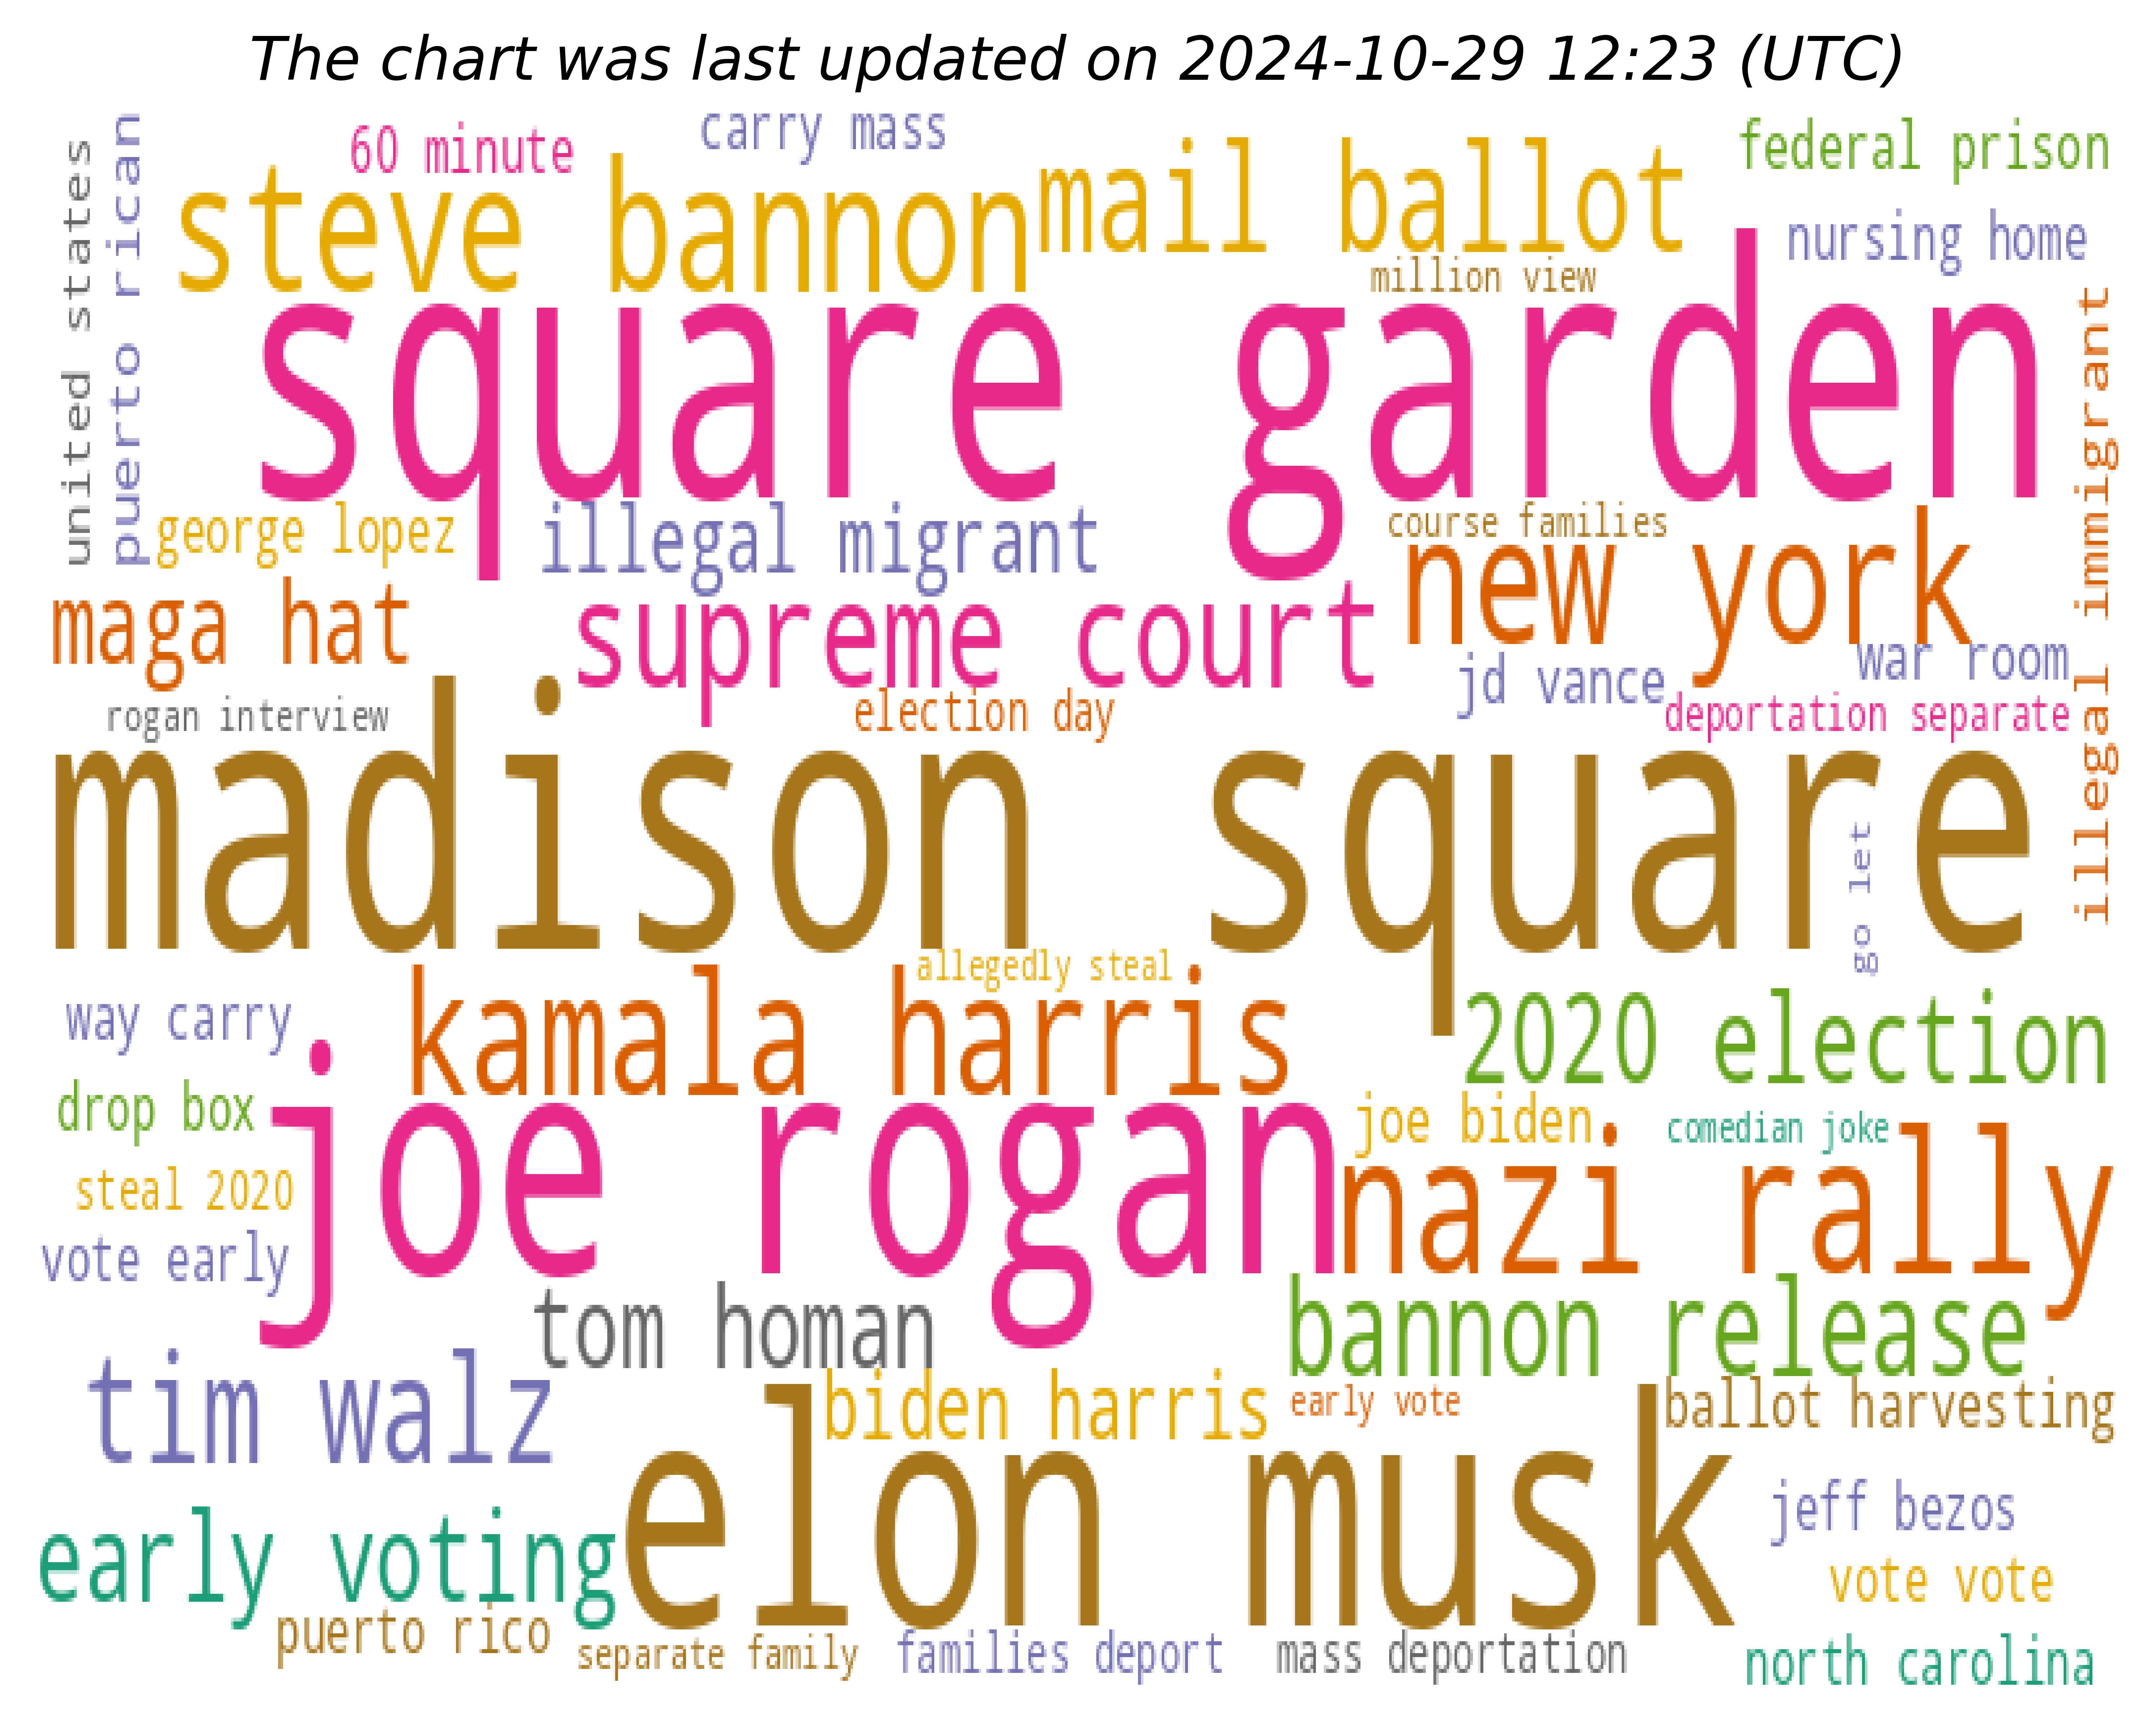 The chart was last updated on 2024-10-29 12:23 (UTC)
60 minute
carry mass
federal prison
united states
puerto rican
steve bannon
mail ballot
nursing home
million view
square garden
illegal immigrant
george lopez
illegal migrant
course families
new york
maga hat
supreme court
jd vance
war room
rogan interview
election day
deportation separate
madison square
go let
allegedly steal
way carry
kamala harris
2020 election
drop box
joe rogan
joe biden
comedian joke
steal 2020
nazi rally
vote early
tom homan
bannon release
tim walz
biden harris
early vote
ballot harvesting
elon musk
jeff bezos
early voting
vote vote
puerto rico
separate family
families deport
mass deportation
north carolina